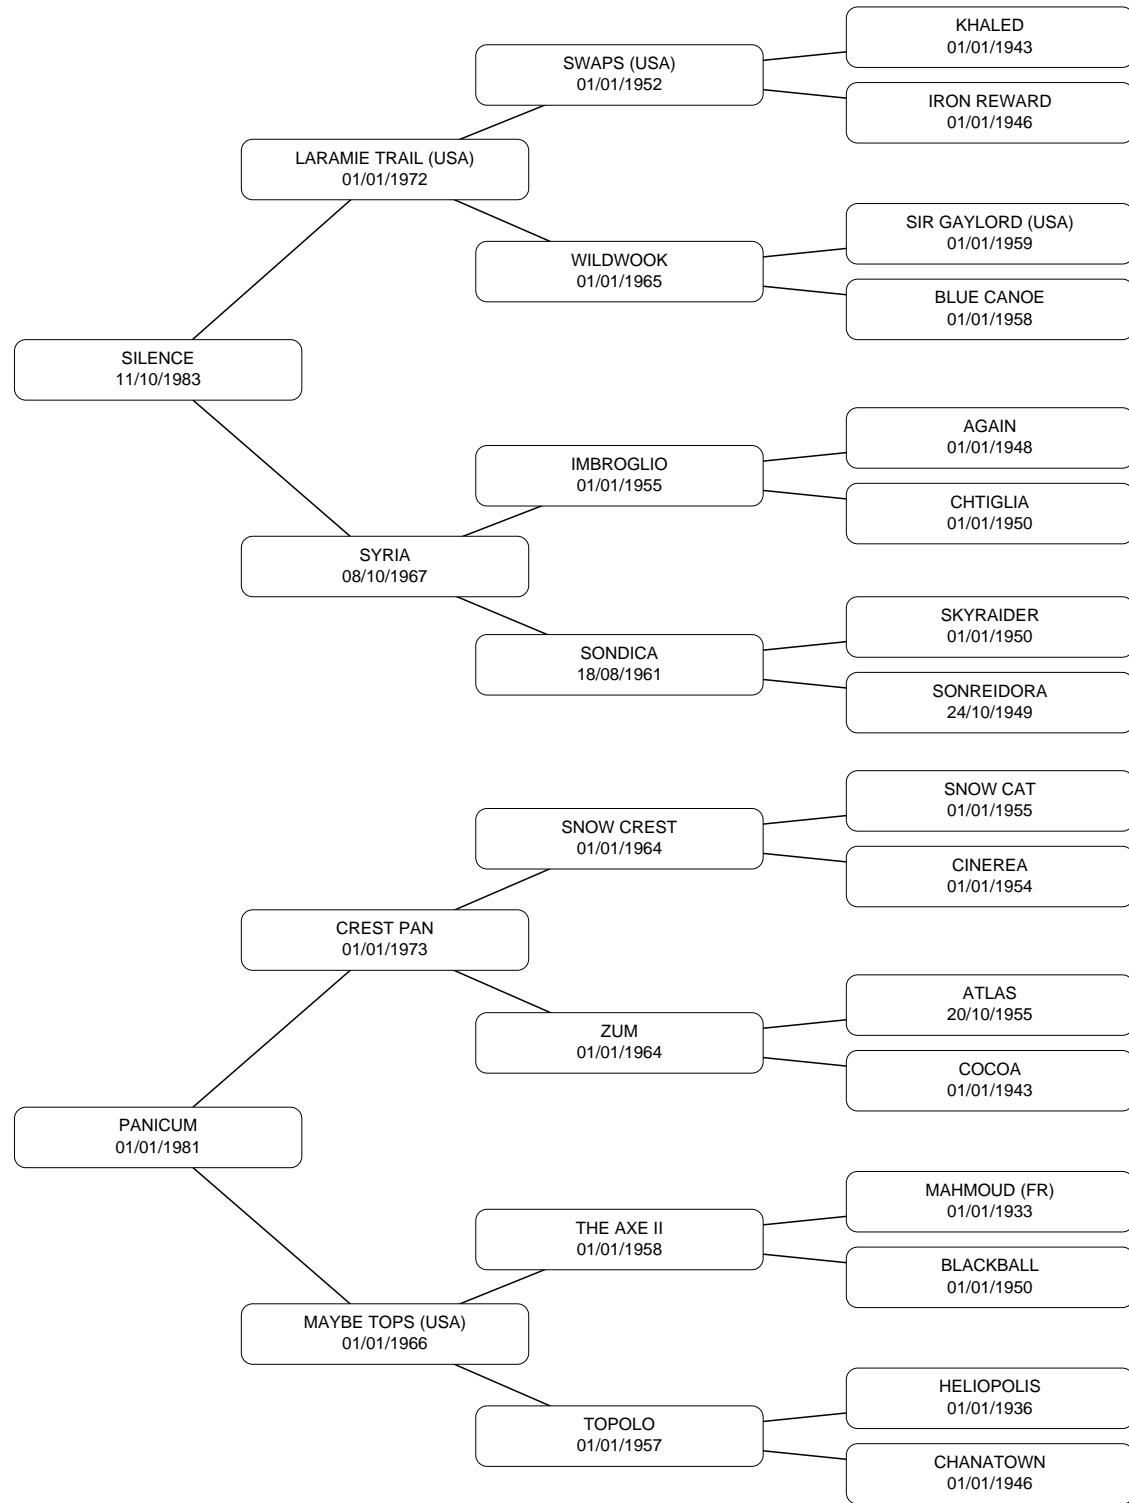 KHALED
01/01/1943
SWAPS (USA)
01/01/1952
IRON REWARD
01/01/1946
LARAMIE TRAIL (USA)
01/01/1972
SIR GAYLORD (USA)
01/01/1959
WILDWOOK
01/01/1965
BLUE CANOE
01/01/1958
SILENCE
11/10/1983
AGAIN
01/01/1948
IMBROGLIO
01/01/1955
CHTIGLIA
01/01/1950
SYRIA
08/10/1967
SKYRAIDER
01/01/1950
SONDICA
18/08/1961
SONREIDORA
24/10/1949
SNOW CAT
01/01/1955
SNOW CREST
01/01/1964
CINEREA
01/01/1954
CREST PAN
01/01/1973
ATLAS
20/10/1955
ZUM
01/01/1964
COCOA
01/01/1943
PANICUM
01/01/1981
MAHMOUD (FR)
01/01/1933
THE AXE II
01/01/1958
BLACKBALL
01/01/1950
MAYBE TOPS (USA)
01/01/1966
HELIOPOLIS
01/01/1936
TOPOLO
01/01/1957
CHANATOWN
01/01/1946